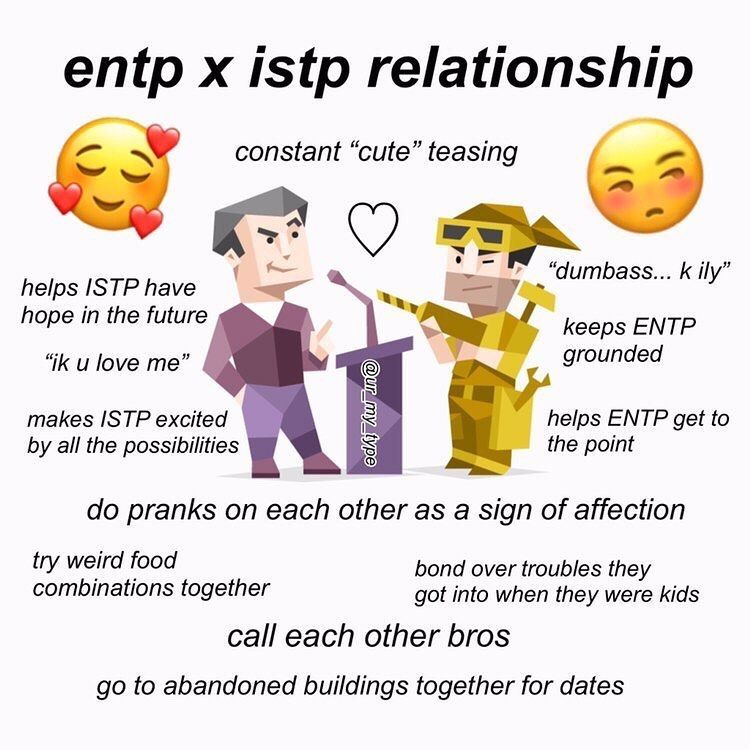 entp x istp relationship
constant “cute” teasing
helps ISTP have
hope in the future
“ik u love me”
makes ISTP excited
by all the possibilities
@ur_my_type
“dumbass... k ily”
keeps ENTP
grounded
helps ENTP get to
the point
do pranks on each other as a sign of affection
try weird food
combinations together
bond over troubles they
got into when they were kids
call each other bros
go to abandoned buildings together for dates